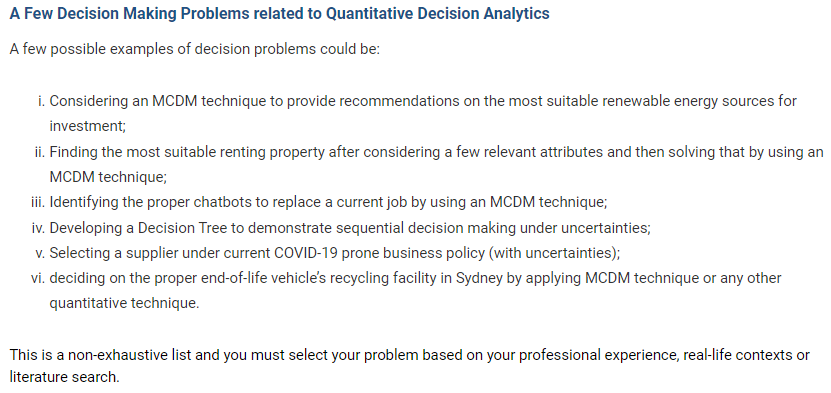 A Few Decision Making Problems related to Quantitative Decision Analytics
A few possible examples of decision problems could be:
i. Considering an MCDM technique to provide recommendations on the most suitable renewable energy sources for
investment;
ii. Finding the most suitable renting property after considering a few relevant attributes and then solving that by using an
MCDM technique;
iii. Identifying the proper chatbots to replace a current job by using an MCDM technique;
iv. Developing a Decision Tree to demonstrate sequential decision making under uncertainties;
v. Selecting a supplier under current COVID-19 prone business policy (with uncertainties);
vi. deciding on the proper end-of-life vehicle's recycling facility in Sydney by applying MCDM technique or any other
quantitative technique.
This is a non-exhaustive list and you must select your problem based on your professional experience, real-life contexts or
literature search.